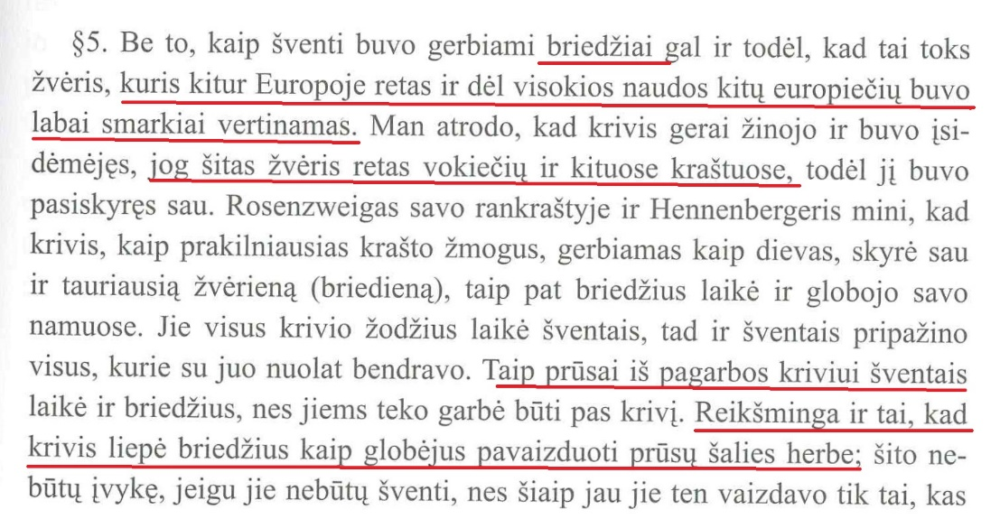 §5. Be to, kaip šventi buvo gerbiami briedžiai gal ir todėl, kad tai toks
žvėris, kuris kitur Europoje retas ir dėl visokios naudos kitų europiečių buvo
labai smarkiai vertinamas. Man atrodo, kad krivis gerai žinojo ir buvo įsi-
dėmėjęs, jog šitas žvėris retas vokiečių ir kituose kraštuose, todėl jį buvo
pasiskyręs sau. Rosenzweigas savo rankraštyje ir Hennenbergeris mini, kad
krivis, kaip prakilniausias krašto žmogus, gerbiamas kaip dievas, skyrė sau
ir tauriausią žvėrieną (briedieną), taip pat briedžius laikė ir globojo savo
namuose. Jie visus krivio žodžius laikė šventais, tad ir šventais pripažino
visus, kurie su juo nuolat bendravo. Taip prūsai iš pagarbos kriviui šventais
laikė ir briedžius, nes jiems teko garbė būti pas krivį. Reikšminga ir tai, kad
krivis liepė briedžius kaip globėjus pavaizduoti prūsų šalies herbe; šito ne-
būtų įvykę, jeigu jie nebūtų šventi, nes šiaip jau jie ten vaizdavo tik tai, kas